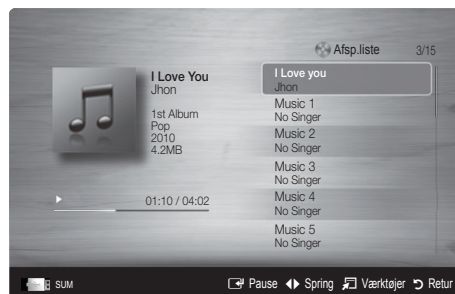 Afsp.liste 3/15
I Love You
Jhon
1st Album
Pop
2010
4.2MB
01:10 / 04:02
I Love you
Jhon
Music 1
No Singer
Music 2
No Singer
Music 3
No Singer
Music 4
No Singer
Music 5
No Singer
SUM Pause Spring Værktøjer Retur